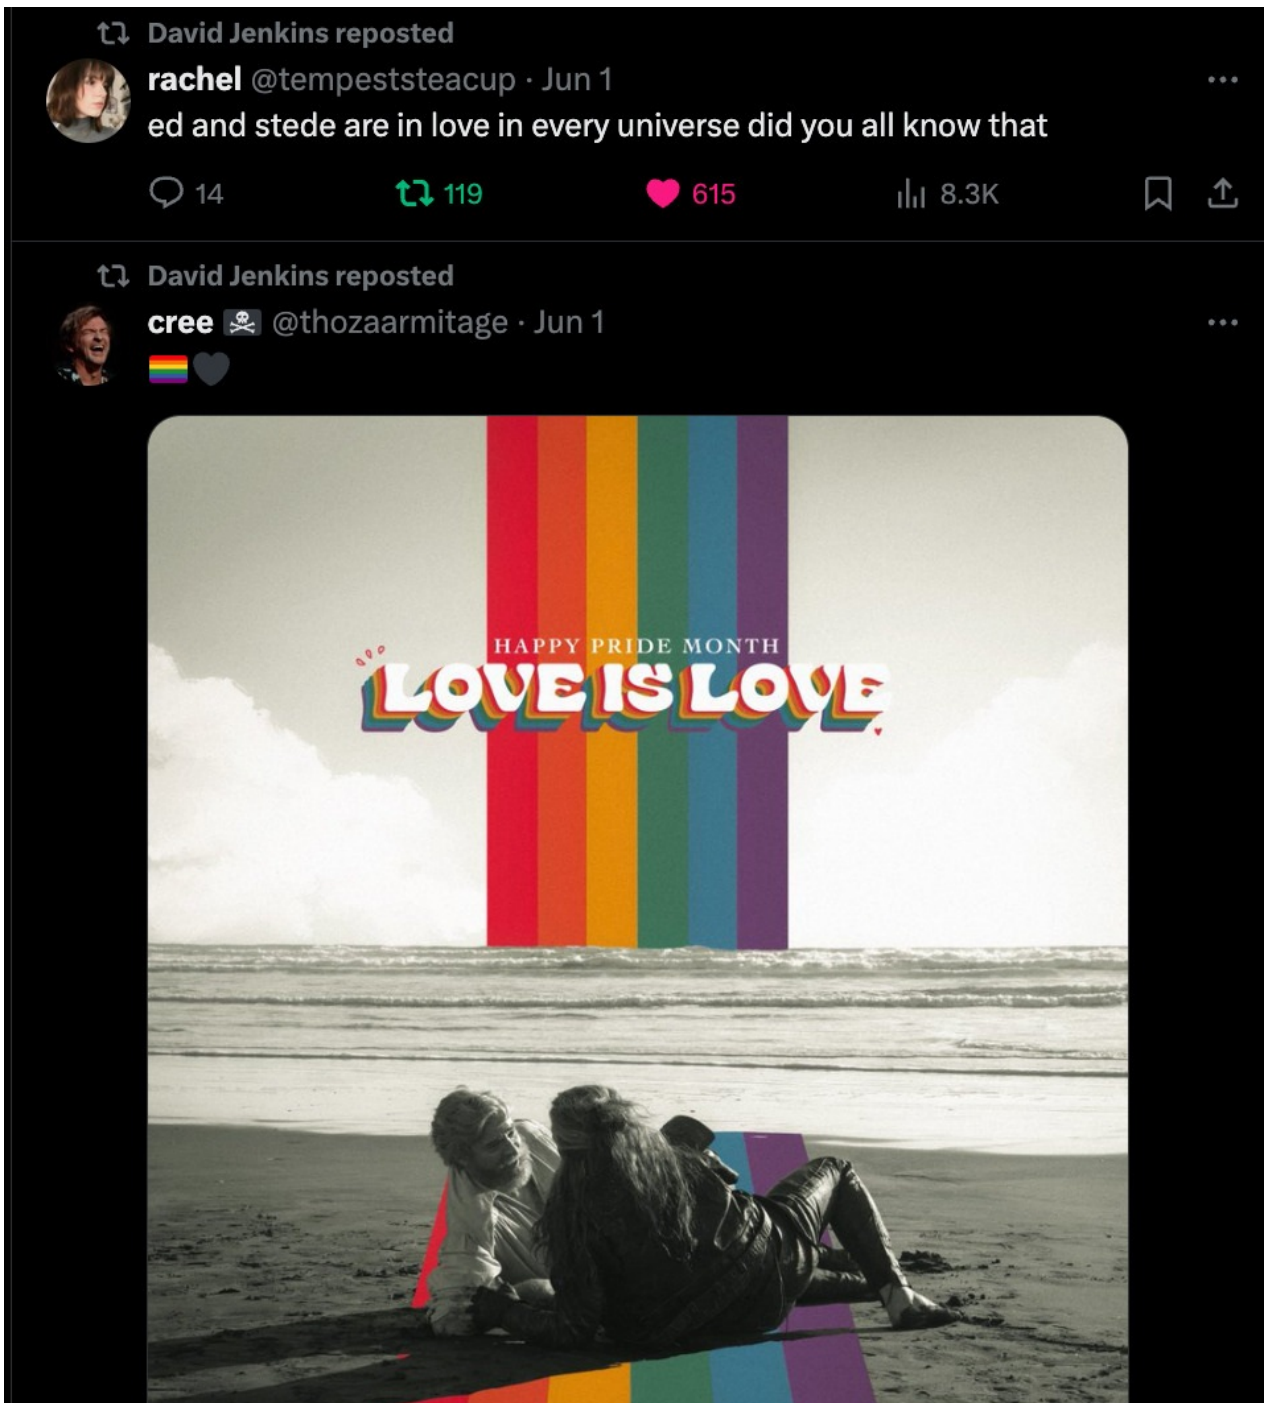 David Jenkins reposted
rachel @tempeststeacup · Jun 1
ed and stede are in love in every universe did you all know that
14 119 615 8.3K
David Jenkins reposted
cree ☠️ @thozaarmitage · Jun 1
🏳️‍🌈🖤
HAPPY PRIDE MONTH
LOVE IS LOVE